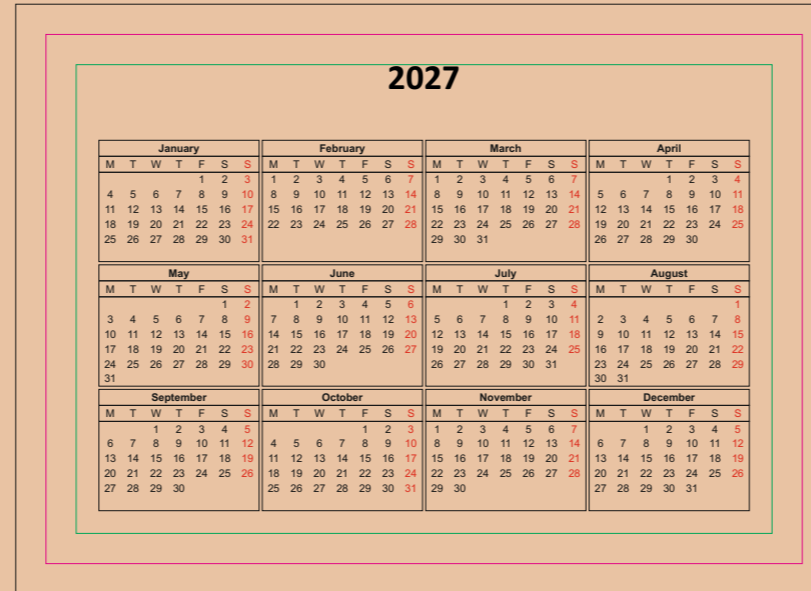 2027
January February March April
M T W T F S S M T W T F S S M T W T F S S M T W T F S S
1 2 3 1 2 3 4 5 6 7 1 2 3 4 5 6 7 1 2 3 4
4 5 6 7 8 9 10 8 9 10 11 12 13 14 8 9 10 11 12 13 14 5 6 7 8 9 10 11
11 12 13 14 15 16 17 15 16 17 18 19 20 21 15 16 17 18 19 20 21 12 13 14 15 16 17 18
18 19 20 21 22 23 24 22 23 24 25 26 27 28 22 23 24 25 26 27 28 19 20 21 22 23 24 25
25 26 27 28 29 30 31 29 30 31 26 27 28 29 30
May June July August
M T W T F S S M T W T F S S M T W T F S S M T W T F S S
1 2 1 2 3 4 5 6 1 2 3 4 1
3 4 5 6 7 8 9 7 8 9 10 11 12 13 5 6 7 8 9 10 11 2 3 4 5 6 7 8
10 11 12 13 14 15 16 14 15 16 17 18 19 20 12 13 14 15 16 17 18 9 10 11 12 13 14 15
17 18 19 20 21 22 23 21 22 23 24 25 26 27 19 20 21 22 23 24 25 16 17 18 19 20 21 22
24 25 26 27 28 29 30 28 29 30 26 27 28 29 30 31 23 24 25 26 27 28 29
31 30 31
September October November December
M T W T F S S M T W T F S S M T W T F S S M T W T F S S
1 2 3 4 5 1 2 3 1 2 3 4 5 6 7 1 2 3 4 5
6 7 8 9 10 11 12 4 5 6 7 8 9 10 8 9 10 11 12 13 14 6 7 8 9 10 11 12
13 14 15 16 17 18 19 11 12 13 14 15 16 17 15 16 17 18 19 20 21 13 14 15 16 17 18 19
20 21 22 23 24 25 26 18 19 20 21 22 23 24 22 23 24 25 26 27 28 20 21 22 23 24 25 26
27 28 29 30 25 26 27 28 29 30 31 29 30 27 28 29 30 31